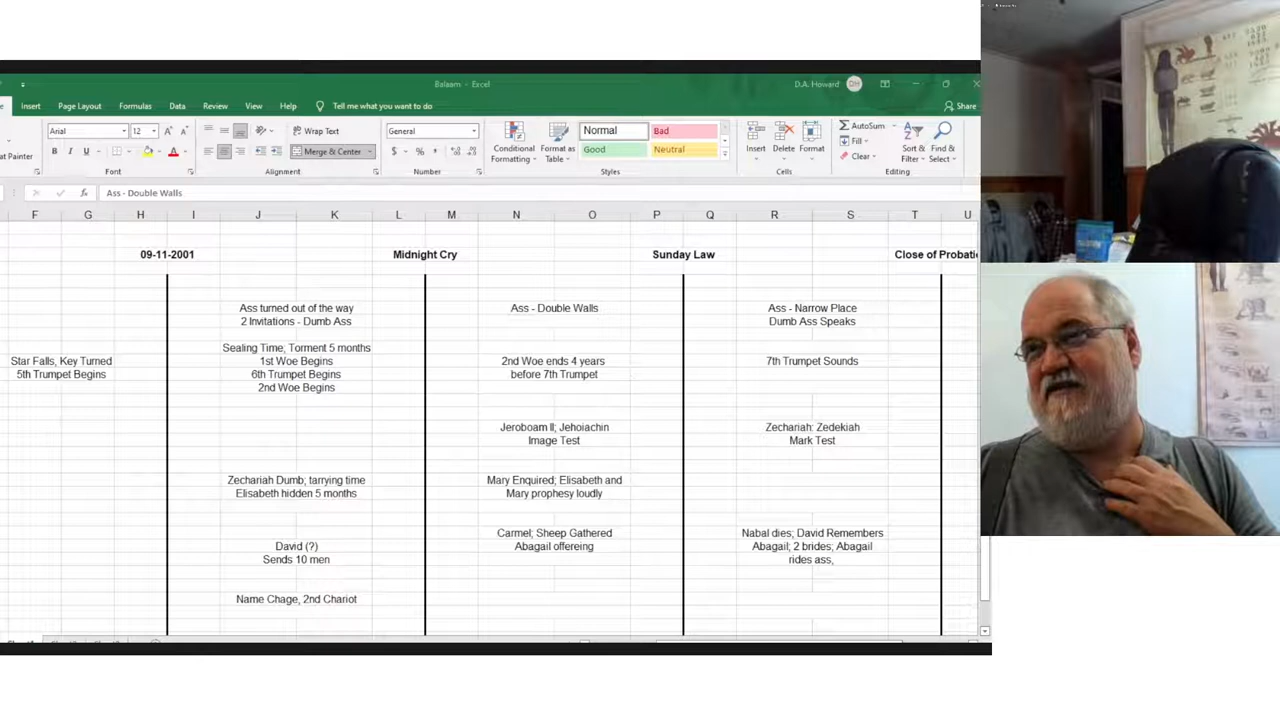 Balaam - Excel
D.A. Howard
DH
Insert
Page Layout
Formulas
Data
Review
View
Help
Tell me what you want to do
Share
Arial
12
Wrap Text
General
Normal
Bad
Good
Neutral
AutoSum
Fill
Clear
Painter
B I U
Merge & Center
$ %
Conditional
Formatting
Format as
Table
Insert
Delete
Format
Sort &
Filter
Find &
Select
Font
Alignment
Number
Styles
Cells
Editing
fx
Ass - Double Walls
F G H I J K L M N O P Q R S T U
09-11-2001
Midnight Cry
Sunday Law
Close of Probati
Ass turned out of the way
2 Invitations - Dumb Ass
Ass - Double Walls
Ass - Narrow Place
Dumb Ass Speaks
Star Falls, Key Turned
5th Trumpet Begins
Sealing Time; Torment 5 months
1st Woe Begins
6th Trumpet Begins
2nd Woe Begins
2nd Woe ends 4 years
before 7th Trumpet
7th Trumpet Sounds
Jeroboam II; Jehoiachin
Image Test
Zechariah: Zedekiah
Mark Test
Zechariah Dumb; tarrying time
Elisabeth hidden 5 months
Mary Enquired; Elisabeth and
Mary prophesy loudly
David (?)
Sends 10 men
Carmel; Sheep Gathered
Abagail offereing
Nabal dies; David Remembers
Abagail; 2 brides; Abagail
rides ass,
Name Chage, 2nd Chariot